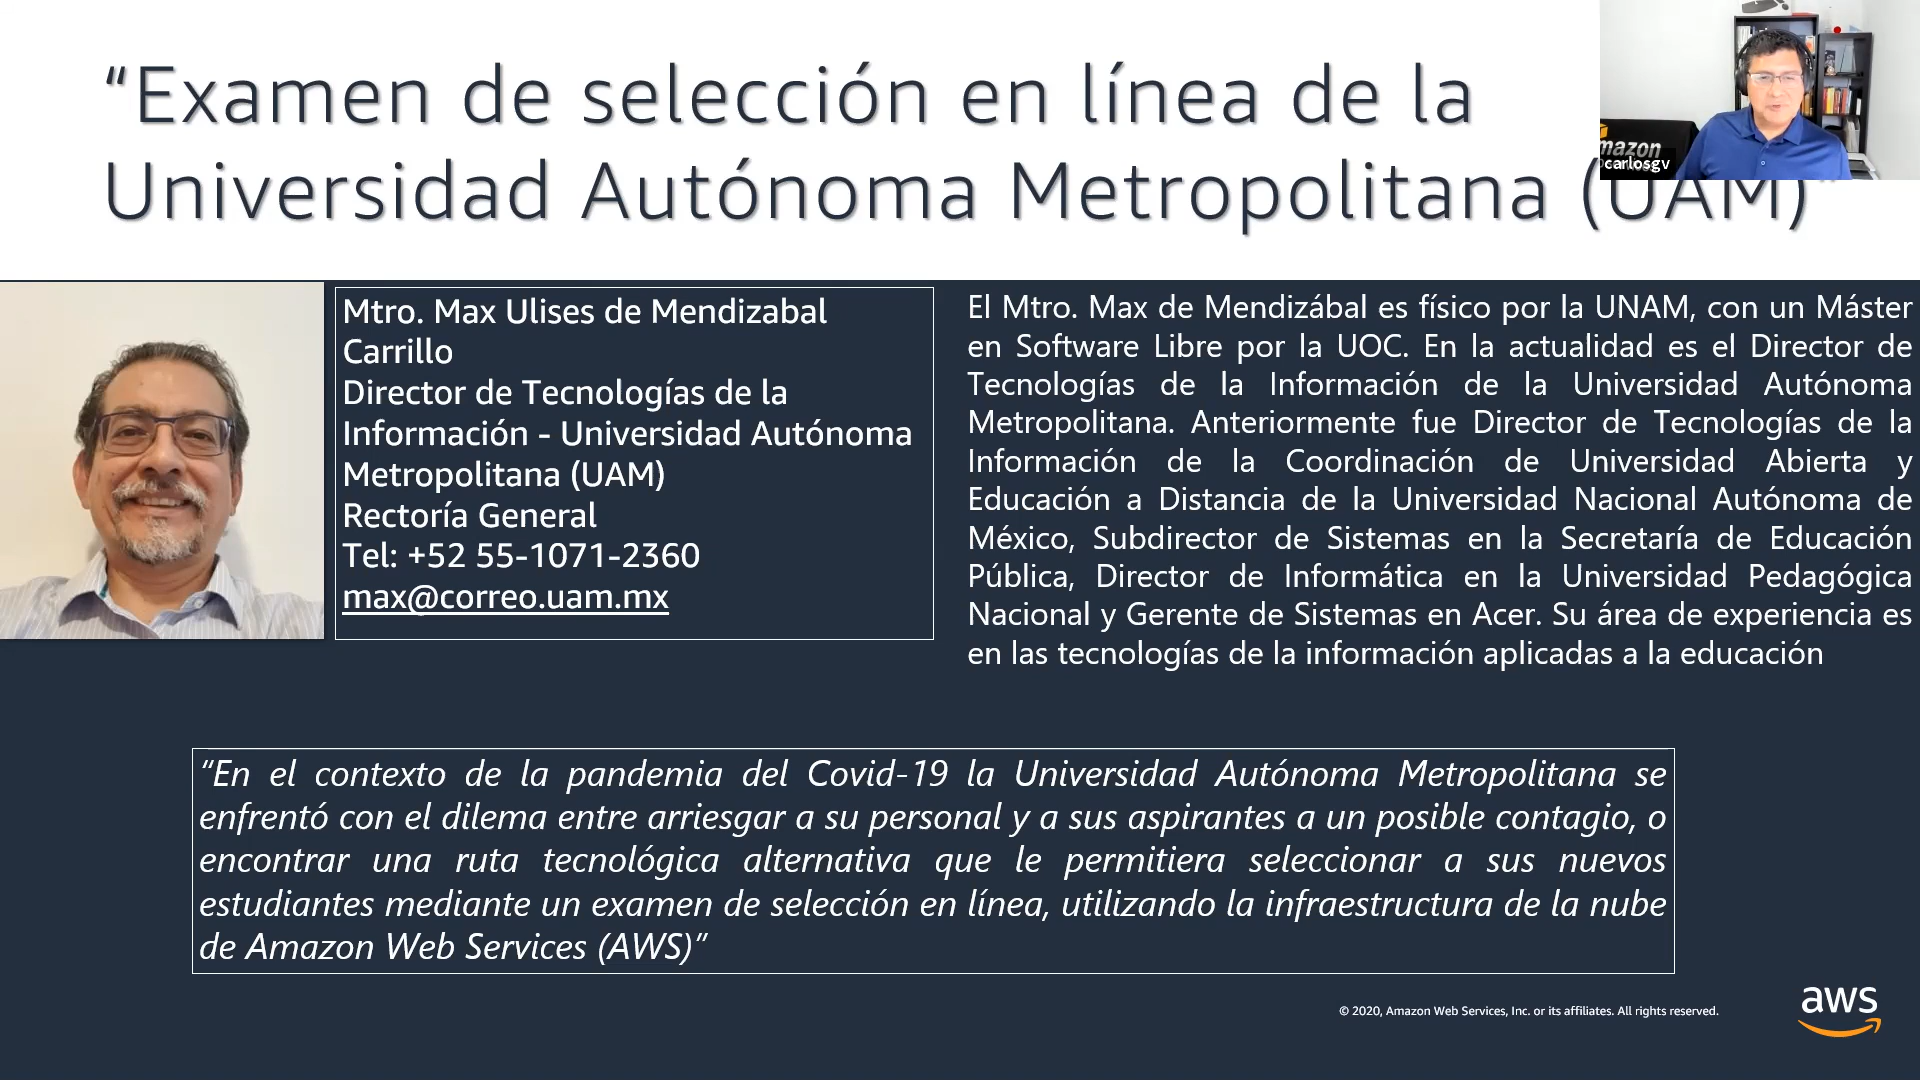 “Examen de selección en línea de la
Universidad Autónoma Metropolitana (UAM)”
mazon
carlosgv
Mtro. Max Ulises de Mendizabal
Carrillo
Director de Tecnologías de la
Información - Universidad Autónoma
Metropolitana (UAM)
Rectoría General
Tel: +52 55-1071-2360
max@correo.uam.mx
El Mtro. Max de Mendizábal es físico por la UNAM, con un Máster
en Software Libre por la UOC. En la actualidad es el Director de
Tecnologías de la Información de la Universidad Autónoma
Metropolitana. Anteriormente fue Director de Tecnologías de la
Información de la Coordinación de Universidad Abierta y
Educación a Distancia de la Universidad Nacional Autónoma de
México, Subdirector de Sistemas en la Secretaría de Educación
Pública, Director de Informática en la Universidad Pedagógica
Nacional y Gerente de Sistemas en Acer. Su área de experiencia es
en las tecnologías de la información aplicadas a la educación
“En el contexto de la pandemia del Covid-19 la Universidad Autónoma Metropolitana se
enfrentó con el dilema entre arriesgar a su personal y a sus aspirantes a un posible contagio, o
encontrar una ruta tecnológica alternativa que le permitiera seleccionar a sus nuevos
estudiantes mediante un examen de selección en línea, utilizando la infraestructura de la nube
de Amazon Web Services (AWS)”
© 2020, Amazon Web Services, Inc. or its affiliates. All rights reserved.
aws